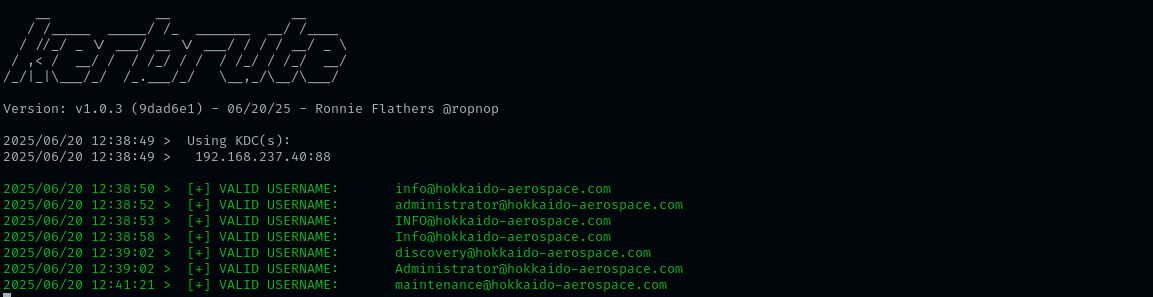 kerbrute
Version: v1.0.3 (9dad6e1) - 06/20/25 - Ronnie Flathers @ropnop
2025/06/20 12:38:49 >  Using KDC(s):
2025/06/20 12:38:49 >   192.168.237.40:88
2025/06/20 12:38:50 >  [+] VALID USERNAME:       info@hokkaido-aerospace.com
2025/06/20 12:38:52 >  [+] VALID USERNAME:       administrator@hokkaido-aerospace.com
2025/06/20 12:38:53 >  [+] VALID USERNAME:       INFO@hokkaido-aerospace.com
2025/06/20 12:38:58 >  [+] VALID USERNAME:       Info@hokkaido-aerospace.com
2025/06/20 12:39:02 >  [+] VALID USERNAME:       discovery@hokkaido-aerospace.com
2025/06/20 12:39:02 >  [+] VALID USERNAME:       Administrator@hokkaido-aerospace.com
2025/06/20 12:41:21 >  [+] VALID USERNAME:       maintenance@hokkaido-aerospace.com